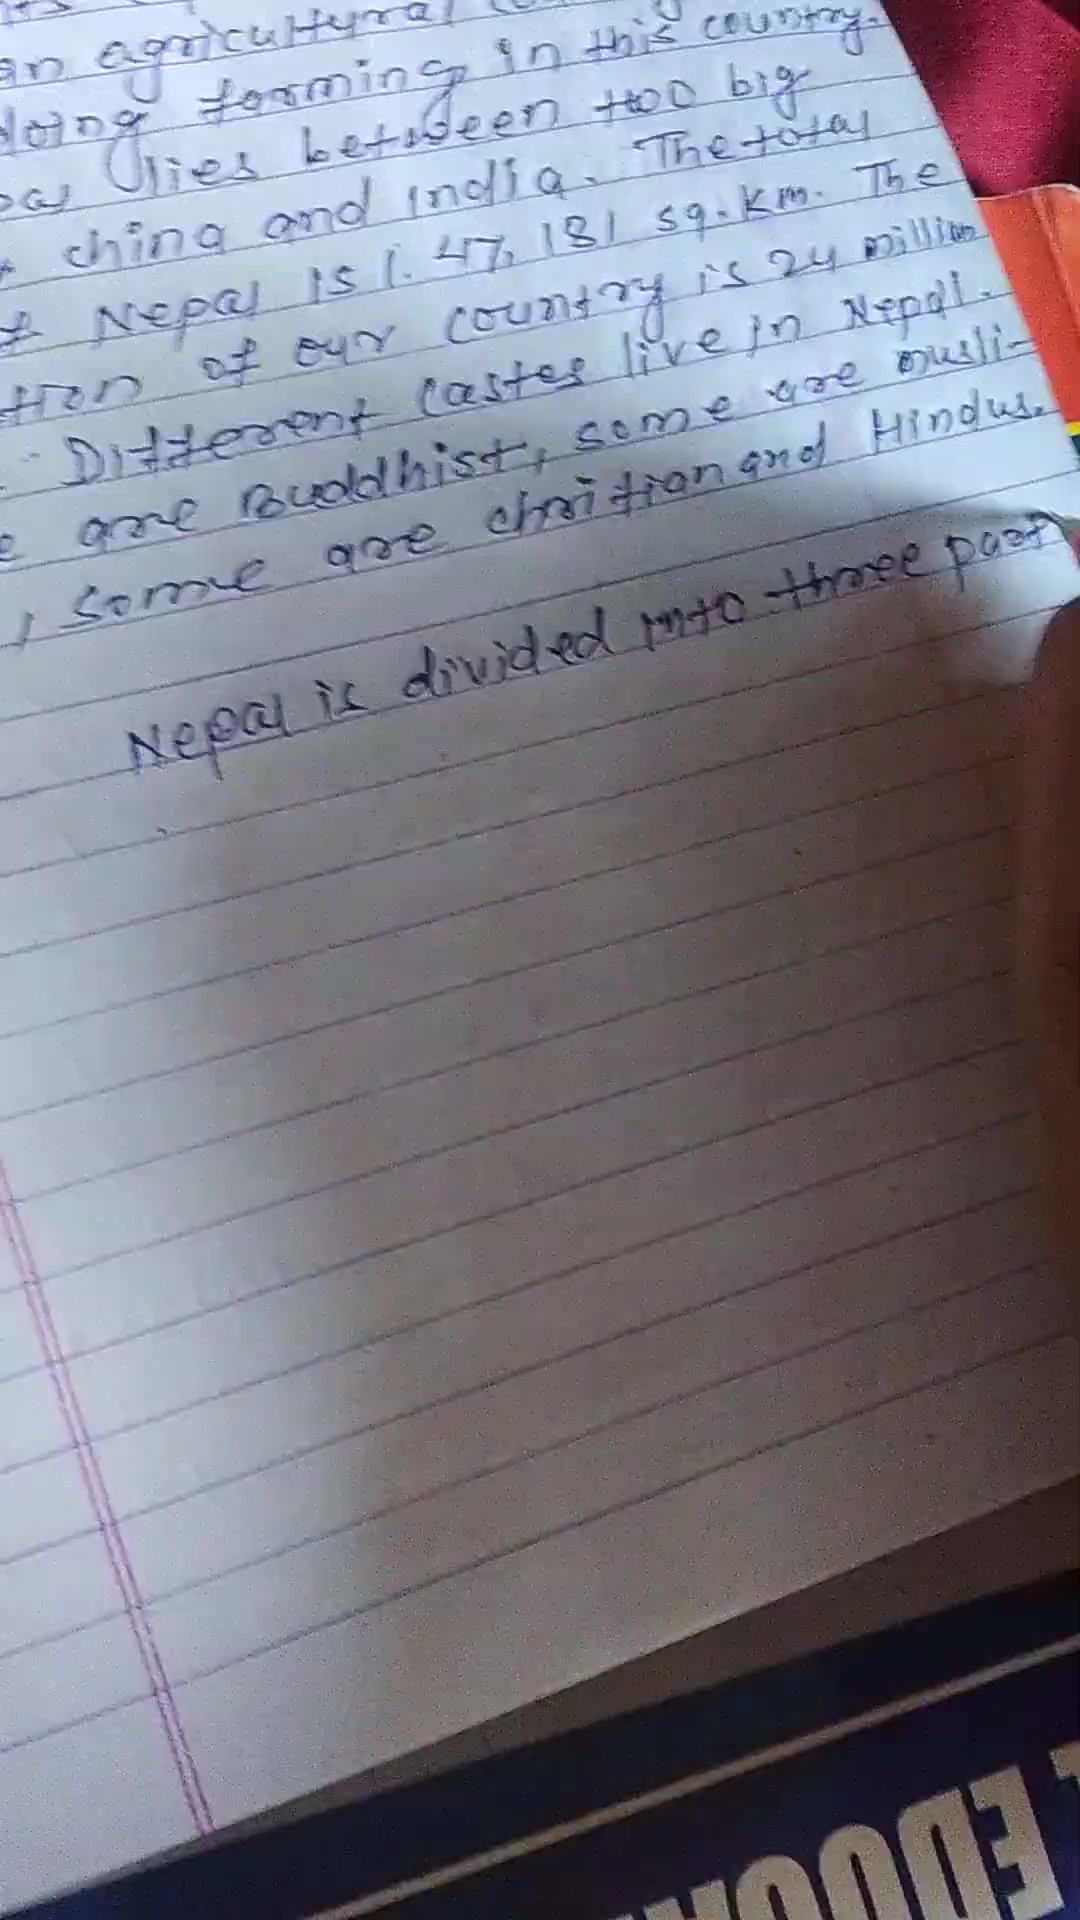 an agricultural
doing forming in this country.
lies between two big
china and India. The total
Nepal is 1.47,181 sq.km. The
tion of our country is 24 million
Different castes live in Nepal.
are Buddhist, some are musli-
, some are chritian and Hindus.
Nepal is divided into three part